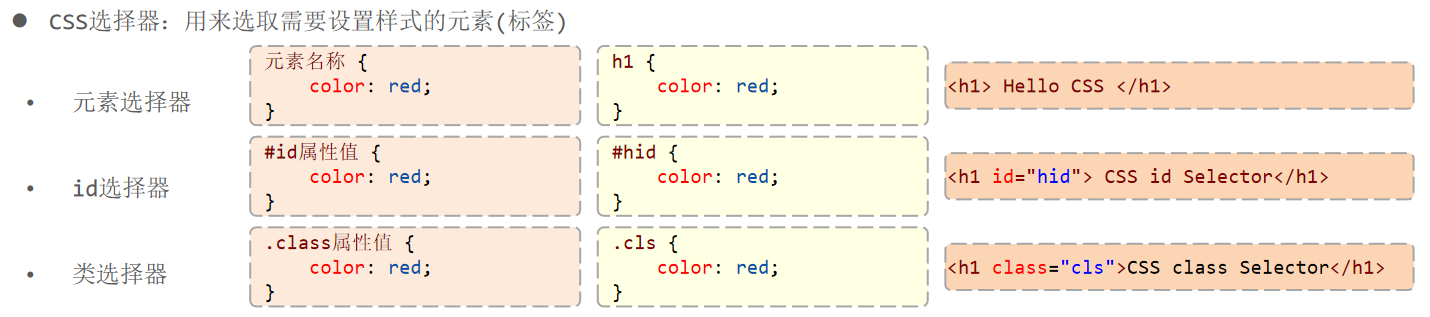 ● CSS选择器：用来选取需要设置样式的元素(标签)
• 元素选择器
元素名称 {
    color: red;
}
h1 {
    color: red;
}
<h1> Hello CSS </h1>
• id选择器
#id属性值 {
    color: red;
}
#hid {
    color: red;
}
<h1 id="hid"> CSS id Selector</h1>
• 类选择器
.class属性值 {
    color: red;
}
.cls {
    color: red;
}
<h1 class="cls">CSS class Selector</h1>